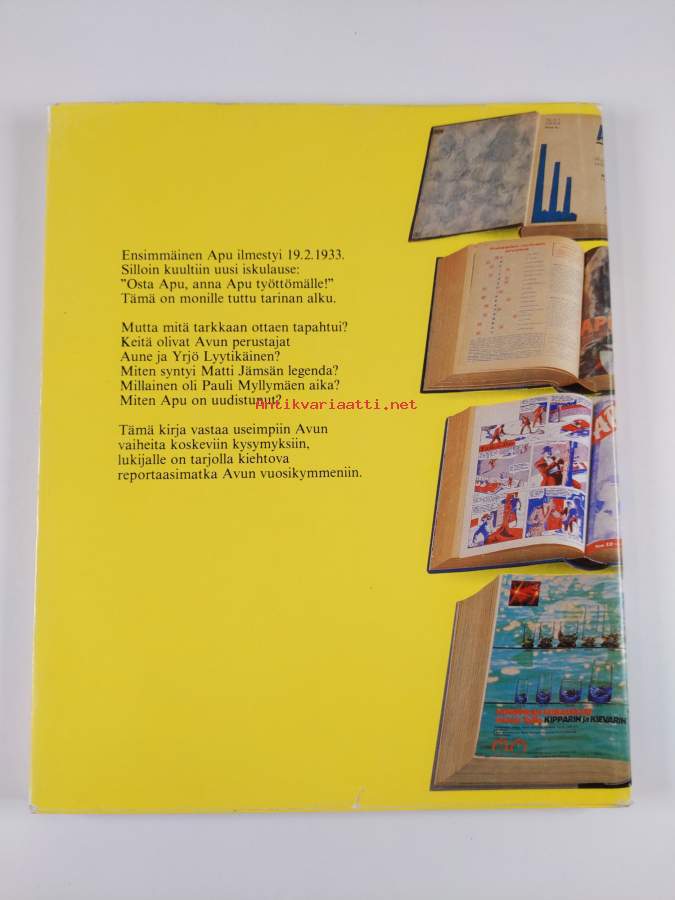 Ensimmäinen Apu ilmestyi 19.2.1933.
Silloin kuultiin uusi iskulause:
"Osta Apu, anna Apu työttömälle!"
Tämä on monille tuttu tarinan alku.
Mutta mitä tarkkaan ottaen tapahtui?
Keitä olivat Avun perustajat
Aune ja Yrjö Lyytikäinen?
Miten syntyi Matti Jämsän legenda?
Millainen oli Pauli Myllymäen aika?
Miten Apu on uudistunut?
Antikvariaatti.net
Tämä kirja vastaa useimpiin Avun
vaiheita koskeviin kysymyksiin,
lukijalle on tarjolla kiehtova
reportaasimatka Avun vuosikymmeniin.
KIPPARIN ja KIEVARIN